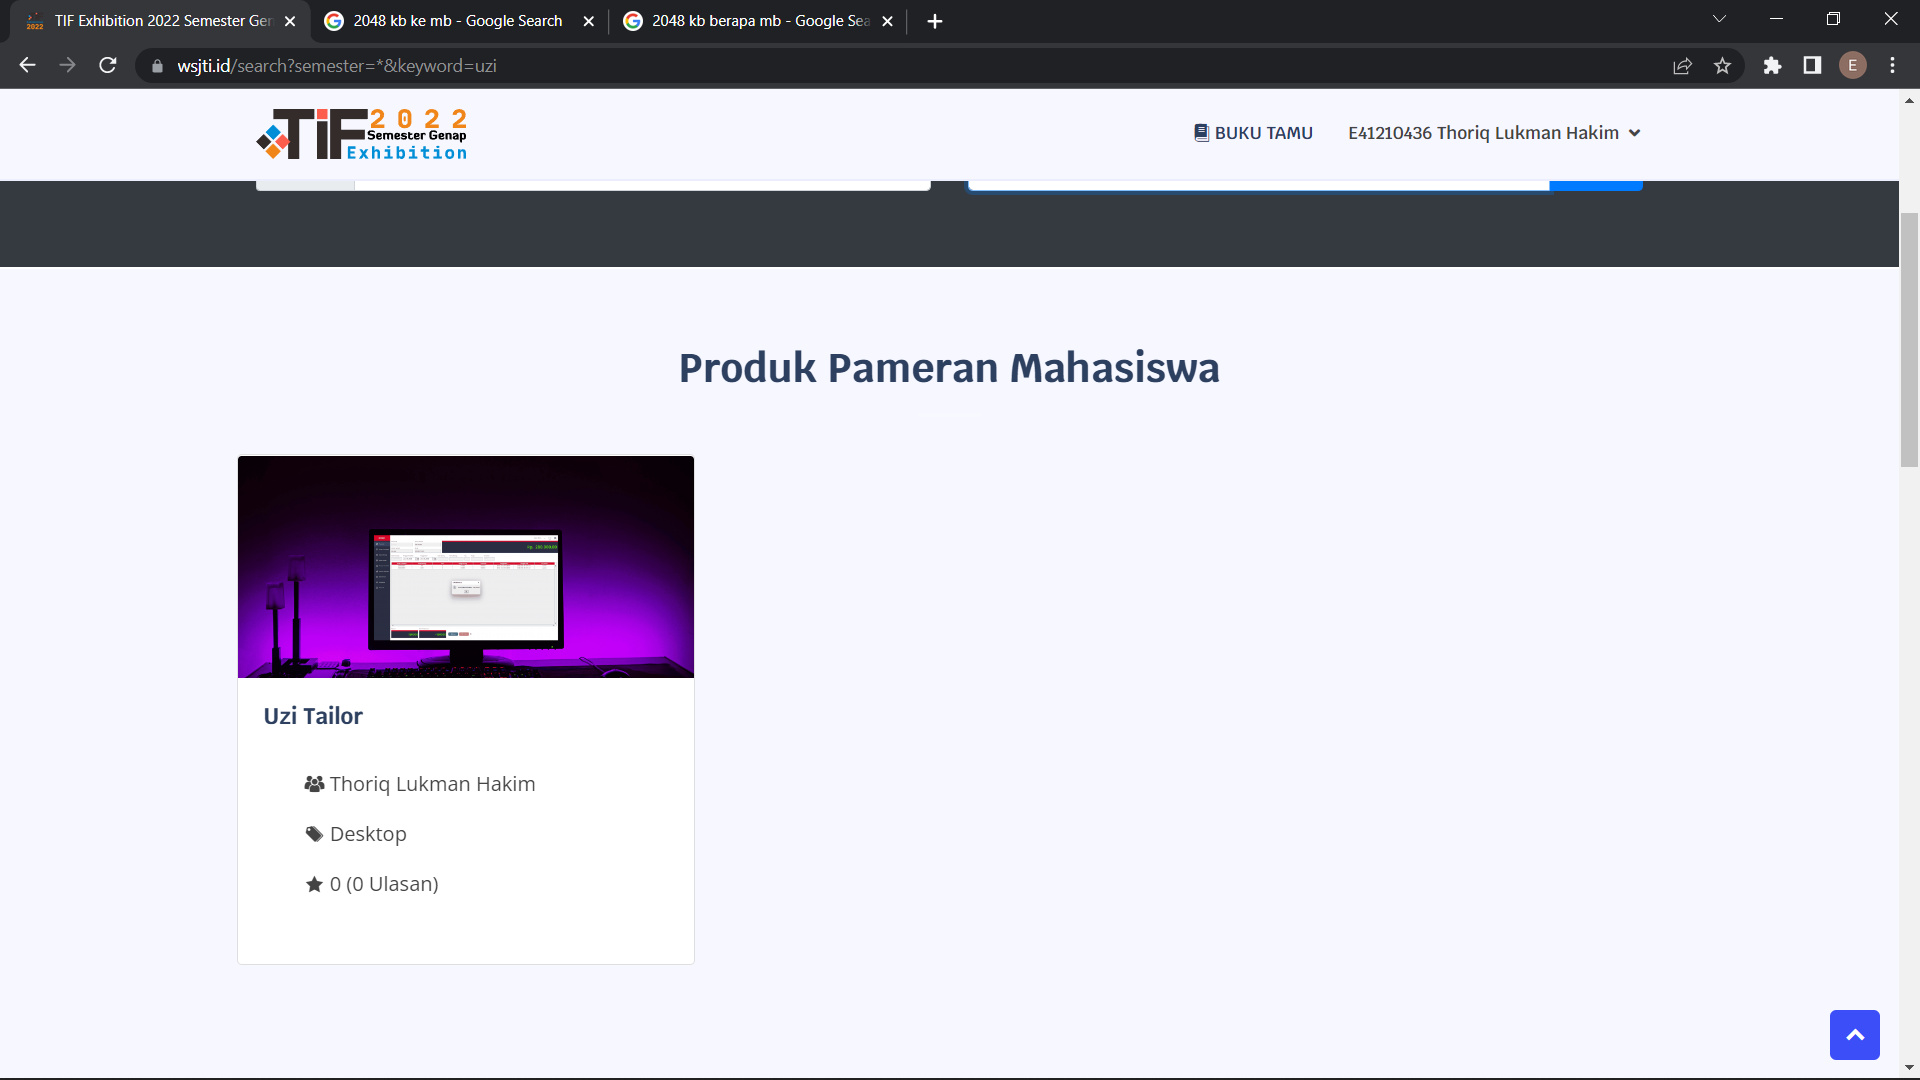 TIF Exhibition 2022 Semester Gen
2048 kb ke mb - Google Search
2048 kb berapa mb - Google Sea
wsjti.id/search?semester=*&keyword=uzi
E
TiF 2022
Semester Genap
Exhibition
BUKU TAMU
E41210436 Thoriq Lukman Hakim
Produk Pameran Mahasiswa
Uzi Tailor
Thoriq Lukman Hakim
Desktop
0 (0 Ulasan)